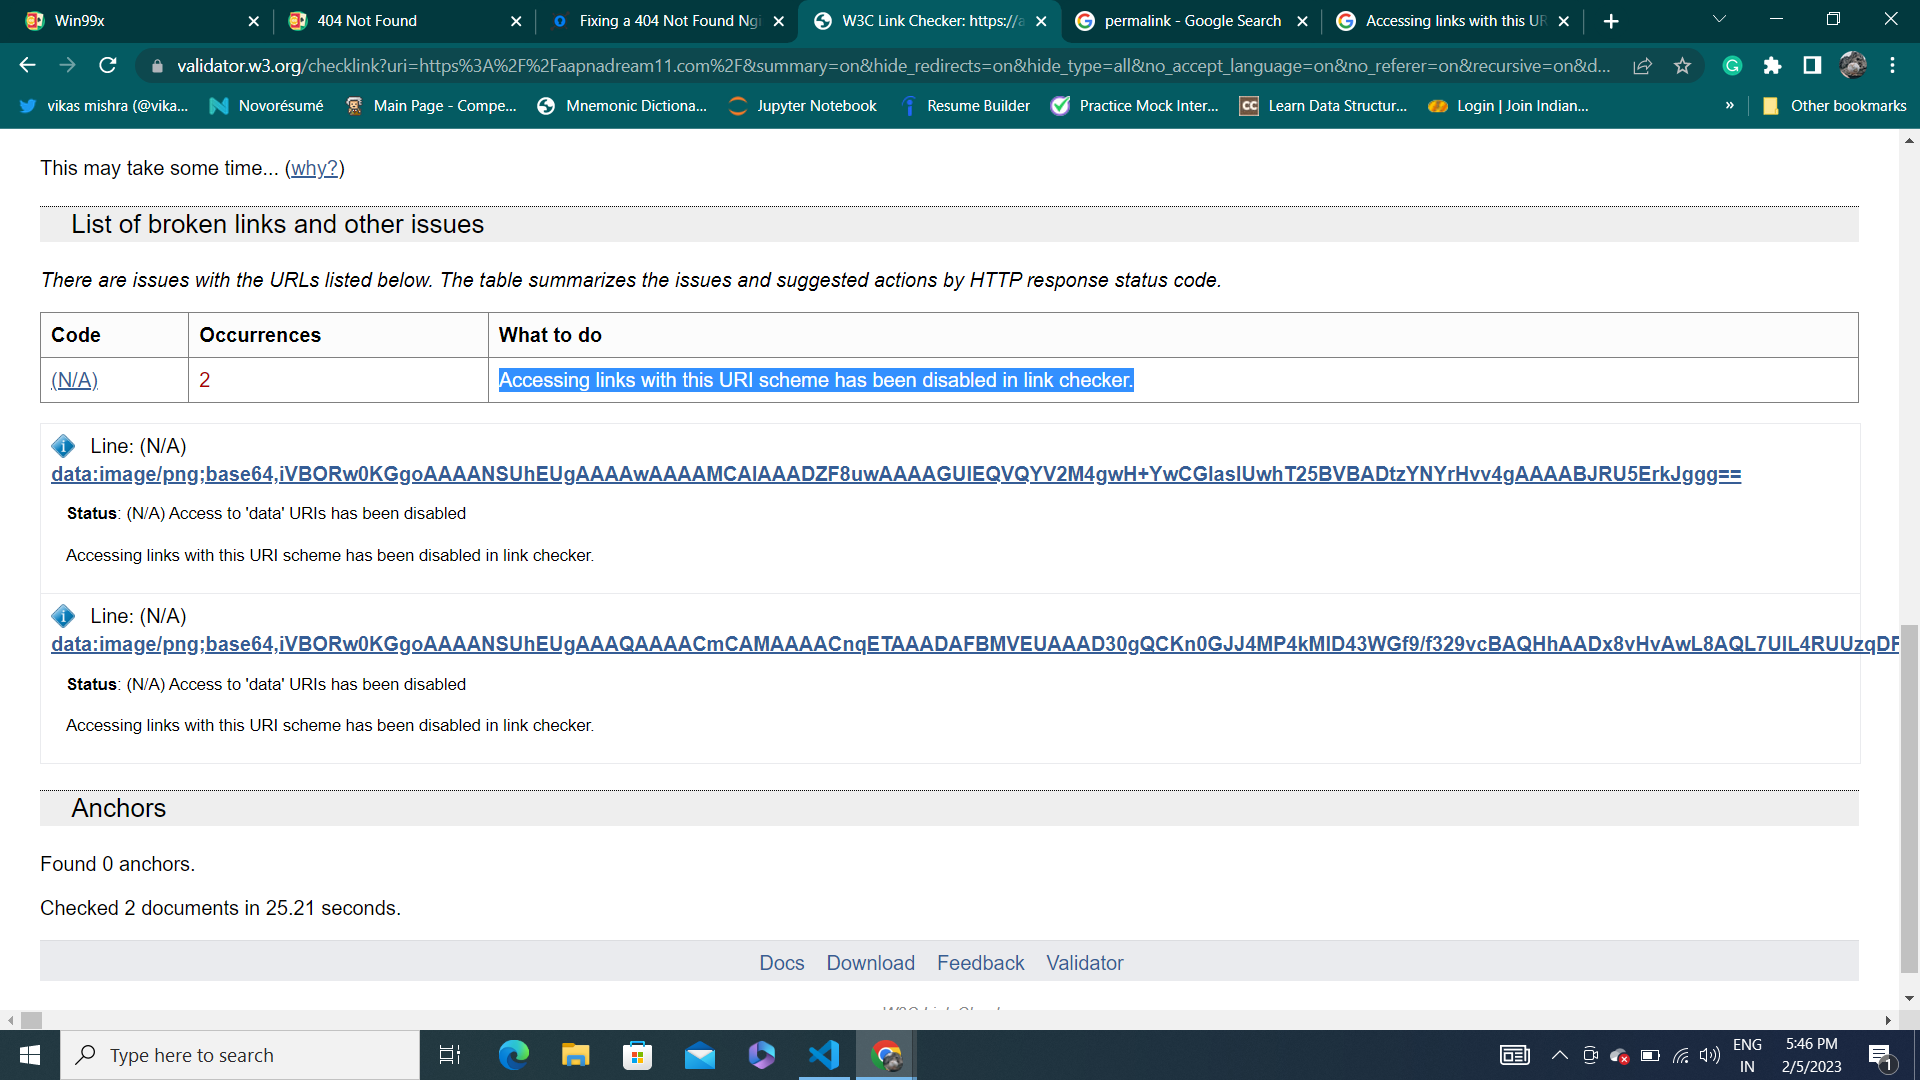 Win99x
404 Not Found
Fixing a 404 Not Found Ngi
W3C Link Checker: https://a
permalink - Google Search
Accessing links with this UR
validator.w3.org/checklink?uri=https%3A%2F%2Faapnadream11.com%2F&summary=on&hide_redirects=on&hide_type=all&no_accept_language=on&no_referer=on&recursive=on&d...
vikas mishra (@vika...
Novorésumé
Main Page - Compe...
Mnemonic Dictiona...
Jupyter Notebook
Resume Builder
Practice Mock Inter...
CC Learn Data Structur...
Login | Join Indian...
»
Other bookmarks
This may take some time... (why?)
List of broken links and other issues
There are issues with the URLs listed below. The table summarizes the issues and suggested actions by HTTP response status code.
Code Occurrences What to do
(N/A) 2 Accessing links with this URI scheme has been disabled in link checker.
Line: (N/A)
data:image/png;base64,iVBORw0KGgoAAAANSUhEUgAAAAwAAAAMCAIAAADZF8uwAAAAGUlEQVQYV2M4gwH+YwCGIaslUwhT25BVBADtzYNYrHvv4gAAAABJRU5ErkJggg==
Status: (N/A) Access to 'data' URIs has been disabled
Accessing links with this URI scheme has been disabled in link checker.
Line: (N/A)
data:image/png;base64,iVBORw0KGgoAAAANSUhEUgAAAQAAAACmCAMAAAACnqETAAADAFBMVEUAAAD30gQCKn0GJJ4MP4kMlD43WGf9/f329vcBAQHhAADx8vHvAwL8AQL7UlL4RUUzqDF
Status: (N/A) Access to 'data' URIs has been disabled
Accessing links with this URI scheme has been disabled in link checker.
Anchors
Found 0 anchors.
Checked 2 documents in 25.21 seconds.
Docs Download Feedback Validator
Type here to search
ENG
IN
5:46 PM
2/5/2023
1